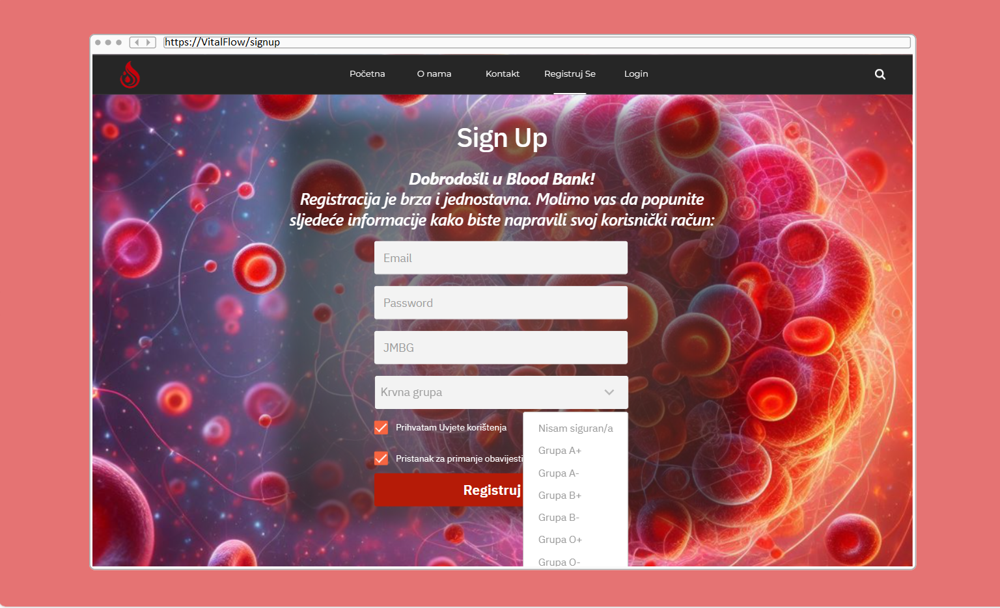 https://VitalFlow/signup
Početna O nama Kontakt Registruj Se Login
Sign Up
Dobrodošli u Blood Bank!
Registracija je brza i jednostavna. Molimo vas da popunite
sljedeće informacije kako biste napravili svoj korisnički račun:
Email
Password
JMBG
Krvna grupa
Prihvatam Uvjete korištenja
Pristanak za primanje obavijesti
Registruj
Nisam siguran/a
Grupa A+
Grupa A-
Grupa B+
Grupa B-
Grupa O+
Grupa O-